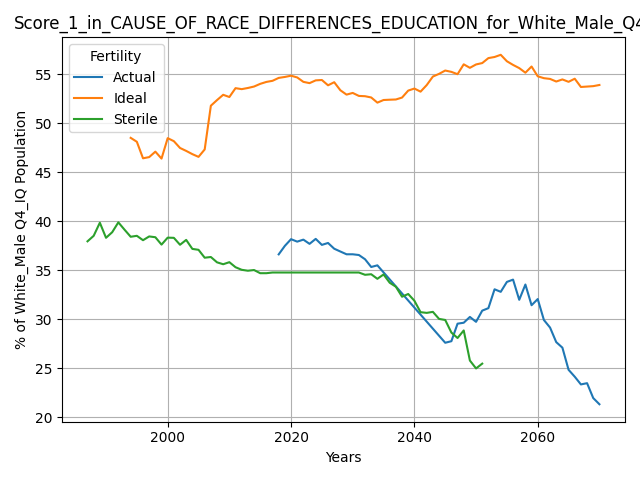 Score_1_in_CAUSE_OF_RACE_DIFFERENCES_EDUCATION_for_White_Male_Q4
Fertility
Actual
Ideal
Sterile
% of White_Male Q4_IQ Population
55
50
45
40
35
30
25
20
2000
2020
2040
2060
Years